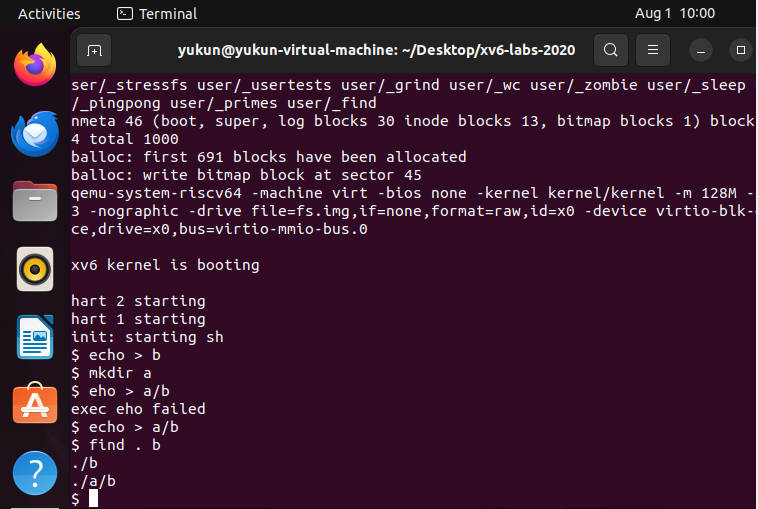 Activities
Terminal
Aug 1 10:00
yukun@yukun-virtual-machine: ~/Desktop/xv6-labs-2020
ser/_stressfs user/_usertests user/_grind user/_wc user/_zombie user/_sleep
/_pingpong user/_primes user/_find
nmeta 46 (boot, super, log blocks 30 inode blocks 13, bitmap blocks 1) block
4 total 1000
balloc: first 691 blocks have been allocated
balloc: write bitmap block at sector 45
qemu-system-riscv64 -machine virt -bios none -kernel kernel/kernel -m 128M -
3 -nographic -drive file=fs.img,if=none,format=raw,id=x0 -device virtio-blk-
ce,drive=x0,bus=virtio-mmio-bus.0
xv6 kernel is booting
hart 2 starting
hart 1 starting
init: starting sh
$ echo > b
$ mkdir a
$ eho > a/b
exec eho failed
$ echo > a/b
$ find . b
./b
./a/b
$